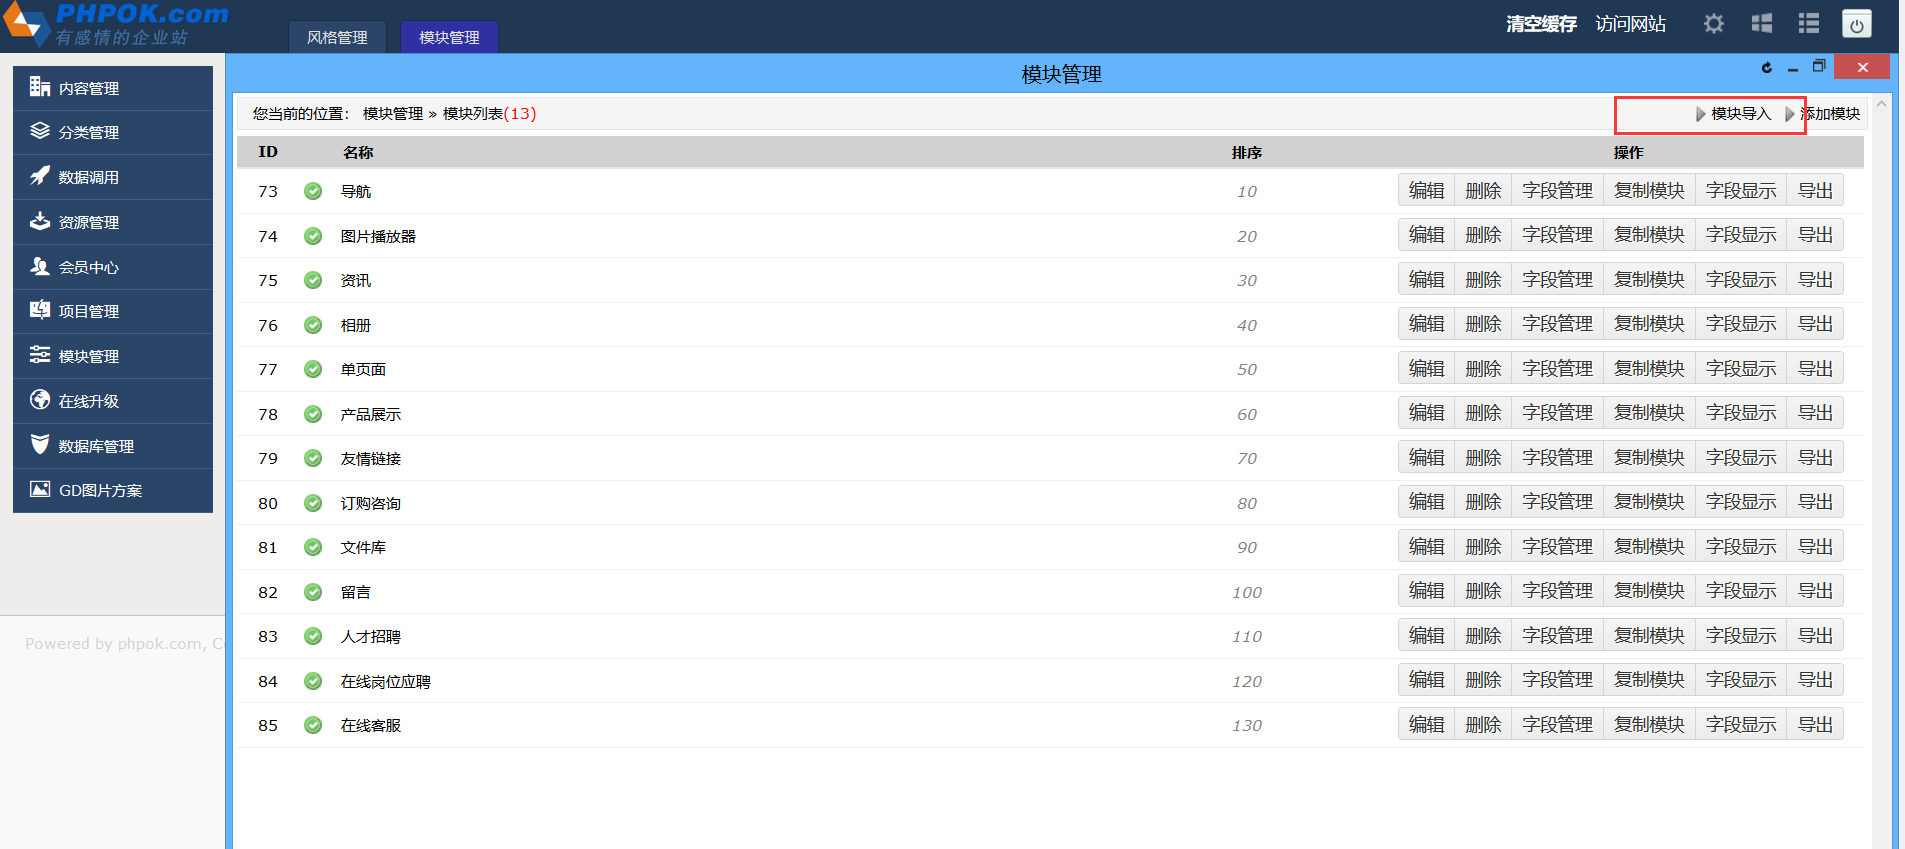 PHPOK.com
有感情的企业站
风格管理 模块管理
清空缓存 访问网站
内容管理
分类管理
数据调用
资源管理
会员中心
项目管理
模块管理
在线升级
数据库管理
GD图片方案
Powered by phpok.com, C
模块管理
您当前的位置： 模块管理 » 模块列表(13) 模块导入 添加模块
ID 名称 排序 操作
73 导航 10 编辑 删除 字段管理 复制模块 字段显示 导出
74 图片播放器 20 编辑 删除 字段管理 复制模块 字段显示 导出
75 资讯 30 编辑 删除 字段管理 复制模块 字段显示 导出
76 相册 40 编辑 删除 字段管理 复制模块 字段显示 导出
77 单页面 50 编辑 删除 字段管理 复制模块 字段显示 导出
78 产品展示 60 编辑 删除 字段管理 复制模块 字段显示 导出
79 友情链接 70 编辑 删除 字段管理 复制模块 字段显示 导出
80 订购咨询 80 编辑 删除 字段管理 复制模块 字段显示 导出
81 文件库 90 编辑 删除 字段管理 复制模块 字段显示 导出
82 留言 100 编辑 删除 字段管理 复制模块 字段显示 导出
83 人才招聘 110 编辑 删除 字段管理 复制模块 字段显示 导出
84 在线岗位应聘 120 编辑 删除 字段管理 复制模块 字段显示 导出
85 在线客服 130 编辑 删除 字段管理 复制模块 字段显示 导出